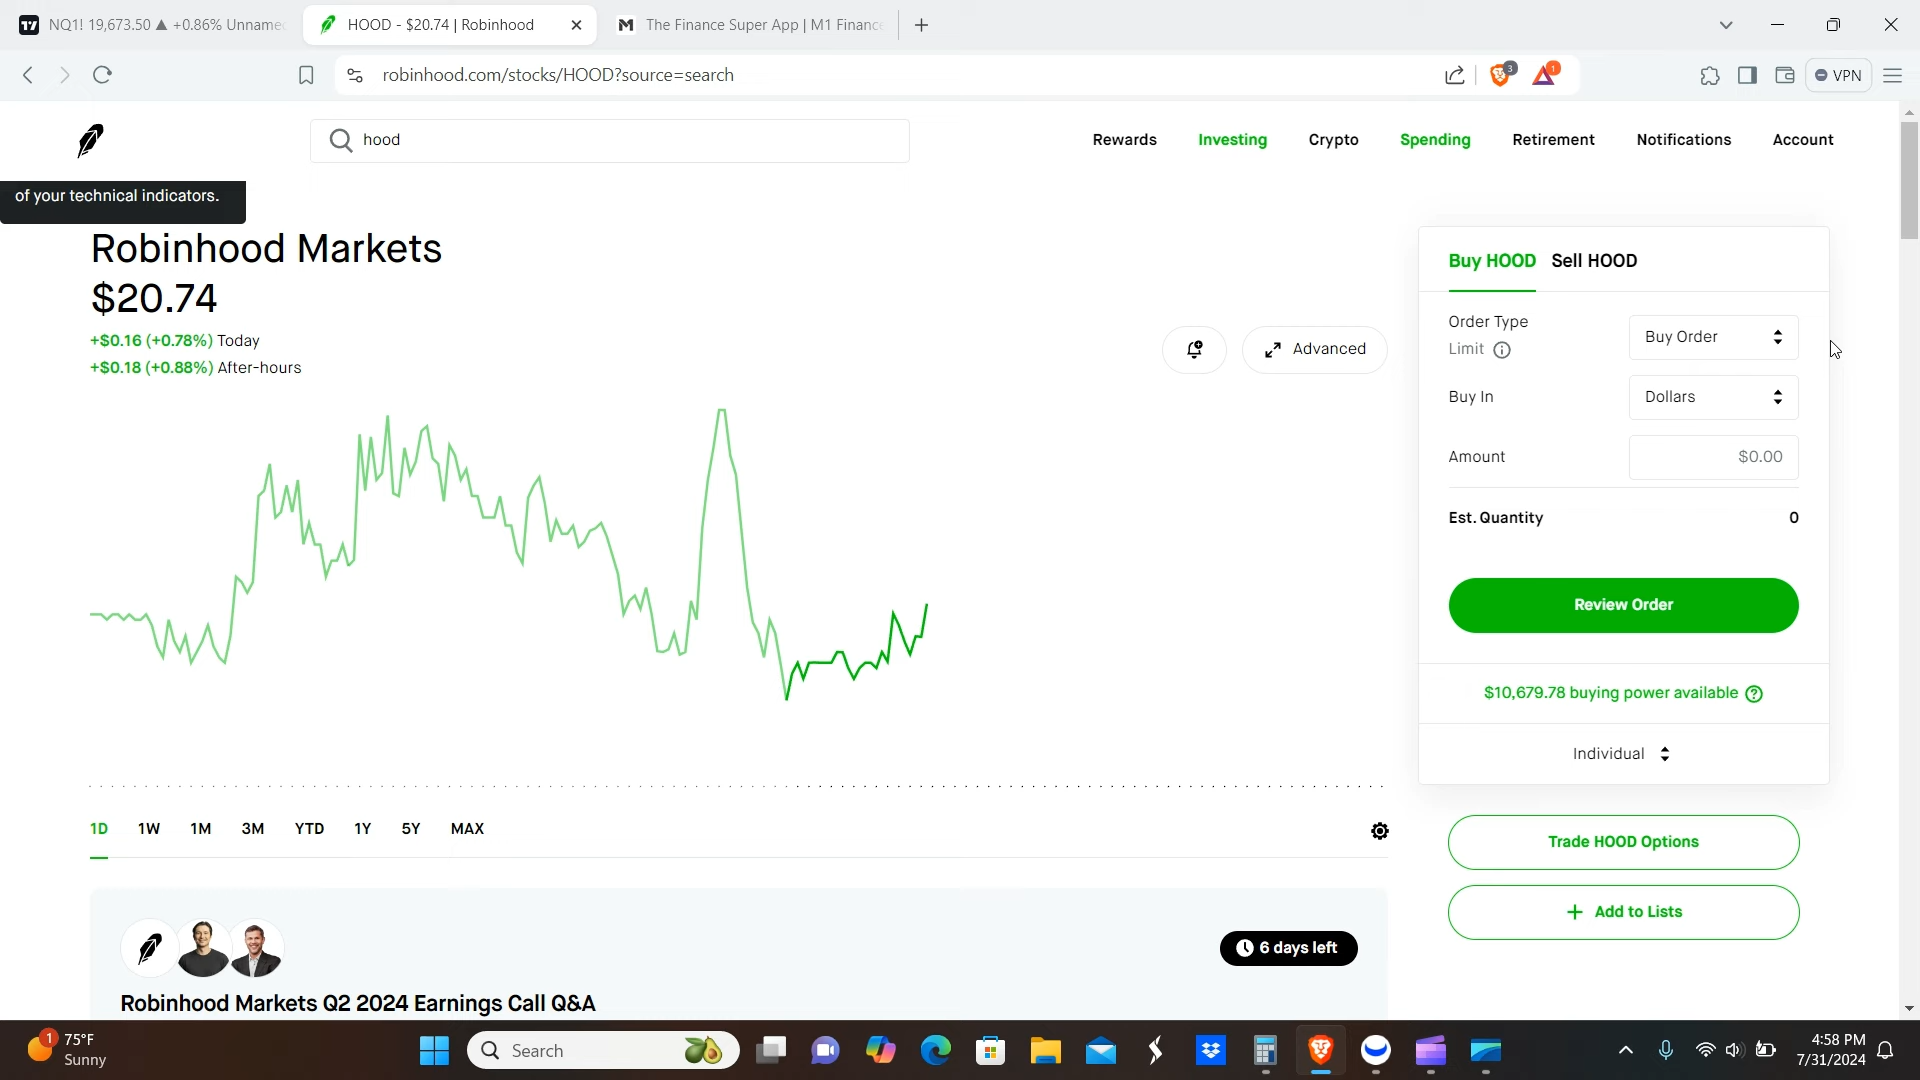 NQ1! 19,673.50 ▲ +0.86% Unname
HOOD - $20.74 | Robinhood
The Finance Super App | M1 Finance
robinhood.com/stocks/HOOD?source=search
3
1
VPN
hood
Rewards
Investing
Crypto
Spending
Retirement
Notifications
Account
of your technical indicators.
Robinhood Markets
$20.74
+$0.16 (+0.78%) Today
+$0.18 (+0.88%) After-hours
Advanced
Buy HOOD
Sell HOOD
Order Type
Limit
Buy Order
Buy In
Dollars
Amount
$0.00
Est. Quantity
0
Review Order
$10,679.78 buying power available
Individual
1D
1W
1M
3M
YTD
1Y
5Y
MAX
Trade HOOD Options
+ Add to Lists
6 days left
Robinhood Markets Q2 2024 Earnings Call Q&A
1
75°F
Sunny
Search
4:58 PM
7/31/2024